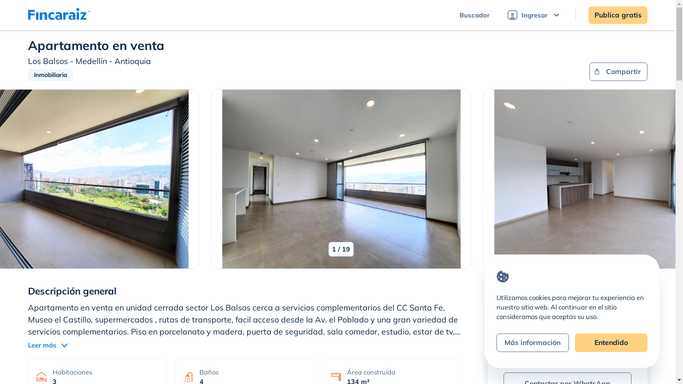 Fincaraiz
Buscador
Ingresar
Publica gratis
Apartamento en venta
Los Balsos - Medellín - Antioquia
Inmobiliaria
Compartir
1 / 19
Descripción general
Apartamento en venta en unidad cerrada sector Los Balsos cerca a servicios complementarios del CC Santa Fe,
Museo el Castillo, supermercados , rutas de transporte, facil acceso desde la Av. el Poblado y una gran variedad de
servicios complementarios. Piso en porcelanato y madera, puerta de seguridad, sala comedor, estudio, estar de tv,...
Leer más
Habitaciones
3
Baños
4
Área construida
134 m²
Utilizamos cookies para mejorar tu experiencia en
nuestro sitio web. Al continuar en el sitio
consideramos que aceptas su uso.
Más información
Entendido
Contactar por WhatsApp